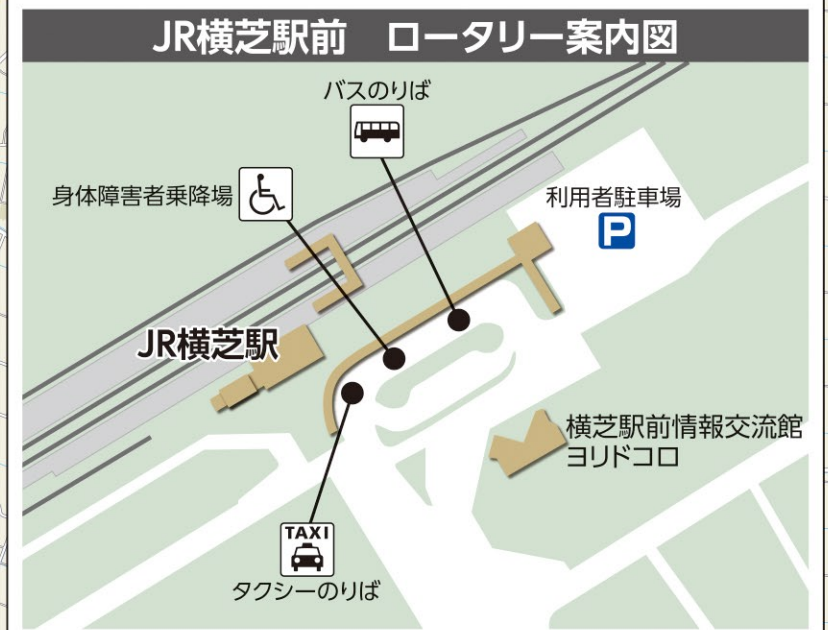 JR横芝駅前　ロータリー案内図
バスのりば
身体障害者乗降場
利用者駐車場
P
JR横芝駅
横芝駅前情報交流館
ヨリドコロ
TAXI
タクシーのりば